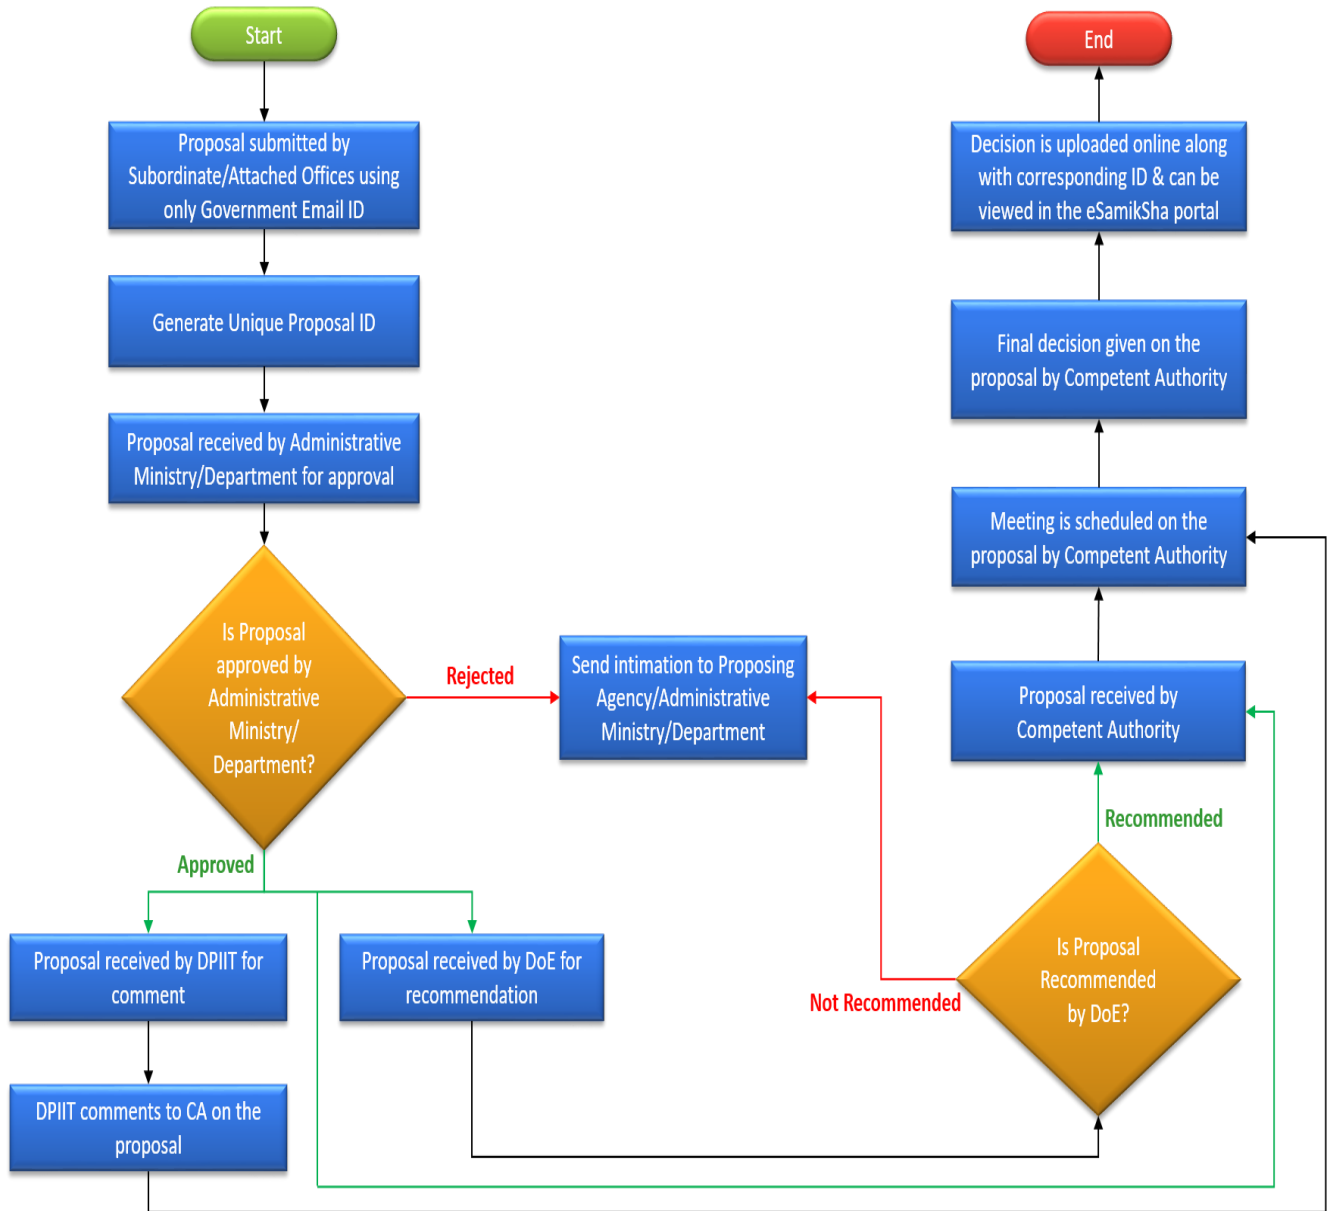 Start
Proposal submitted by
Subordinate/Attached Offices using
only Government Email ID
Generate Unique Proposal ID
Proposal received by Administrative
Ministry/Department for approval
Is Proposal
approved by
Administrative
Ministry/
Department?
Rejected
Approved
Send intimation to Proposing
Agency/Administrative
Ministry/Department
Proposal received by DPIIT for
comment
Proposal received by DoE for
recommendation
DPIIT comments to CA on the
proposal
End
Decision is uploaded online along
with corresponding ID & can be
viewed in the eSamikSha portal
Final decision given on the
proposal by Competent Authority
Meeting is scheduled on the
proposal by Competent Authority
Proposal received by
Competent Authority
Recommended
Is Proposal
Recommended
by DoE?
Not Recommended